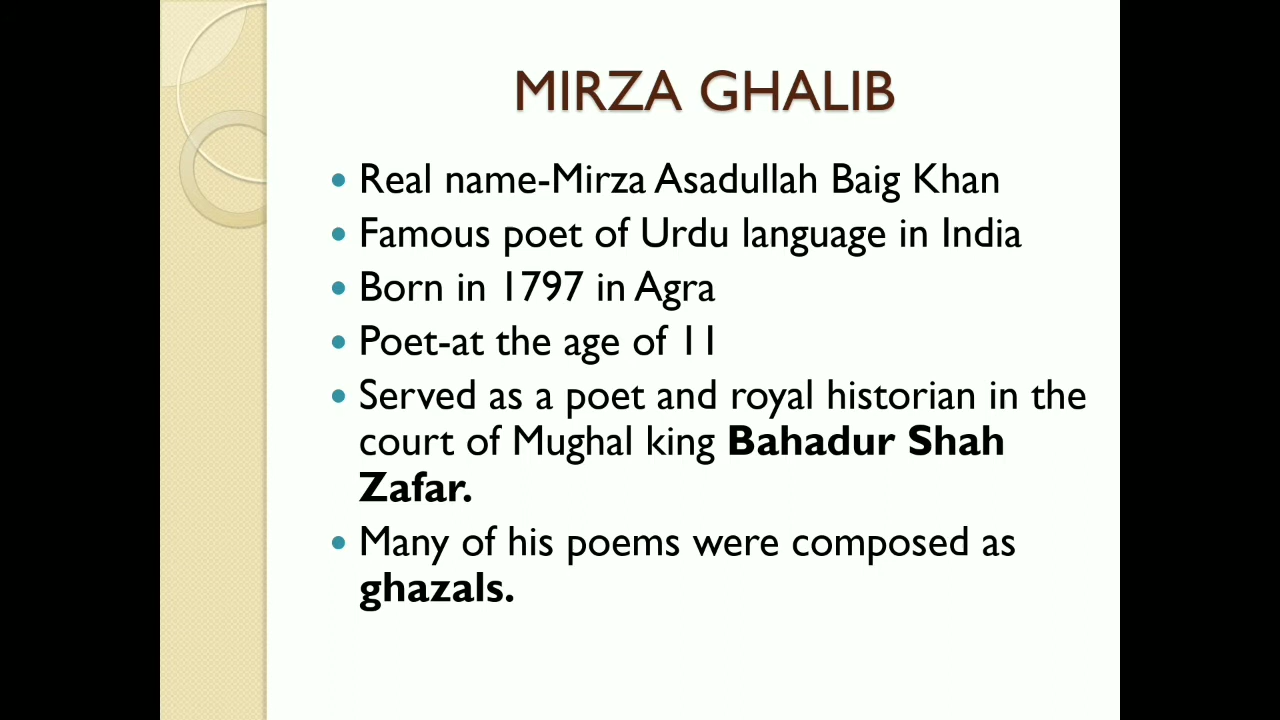 MIRZA GHALIB
• Real name-Mirza Asadullah Baig Khan
• Famous poet of Urdu language in India
• Born in 1797 in Agra
• Poet-at the age of 11
• Served as a poet and royal historian in the
court of Mughal king Bahadur Shah
Zafar.
• Many of his poems were composed as
ghazals.